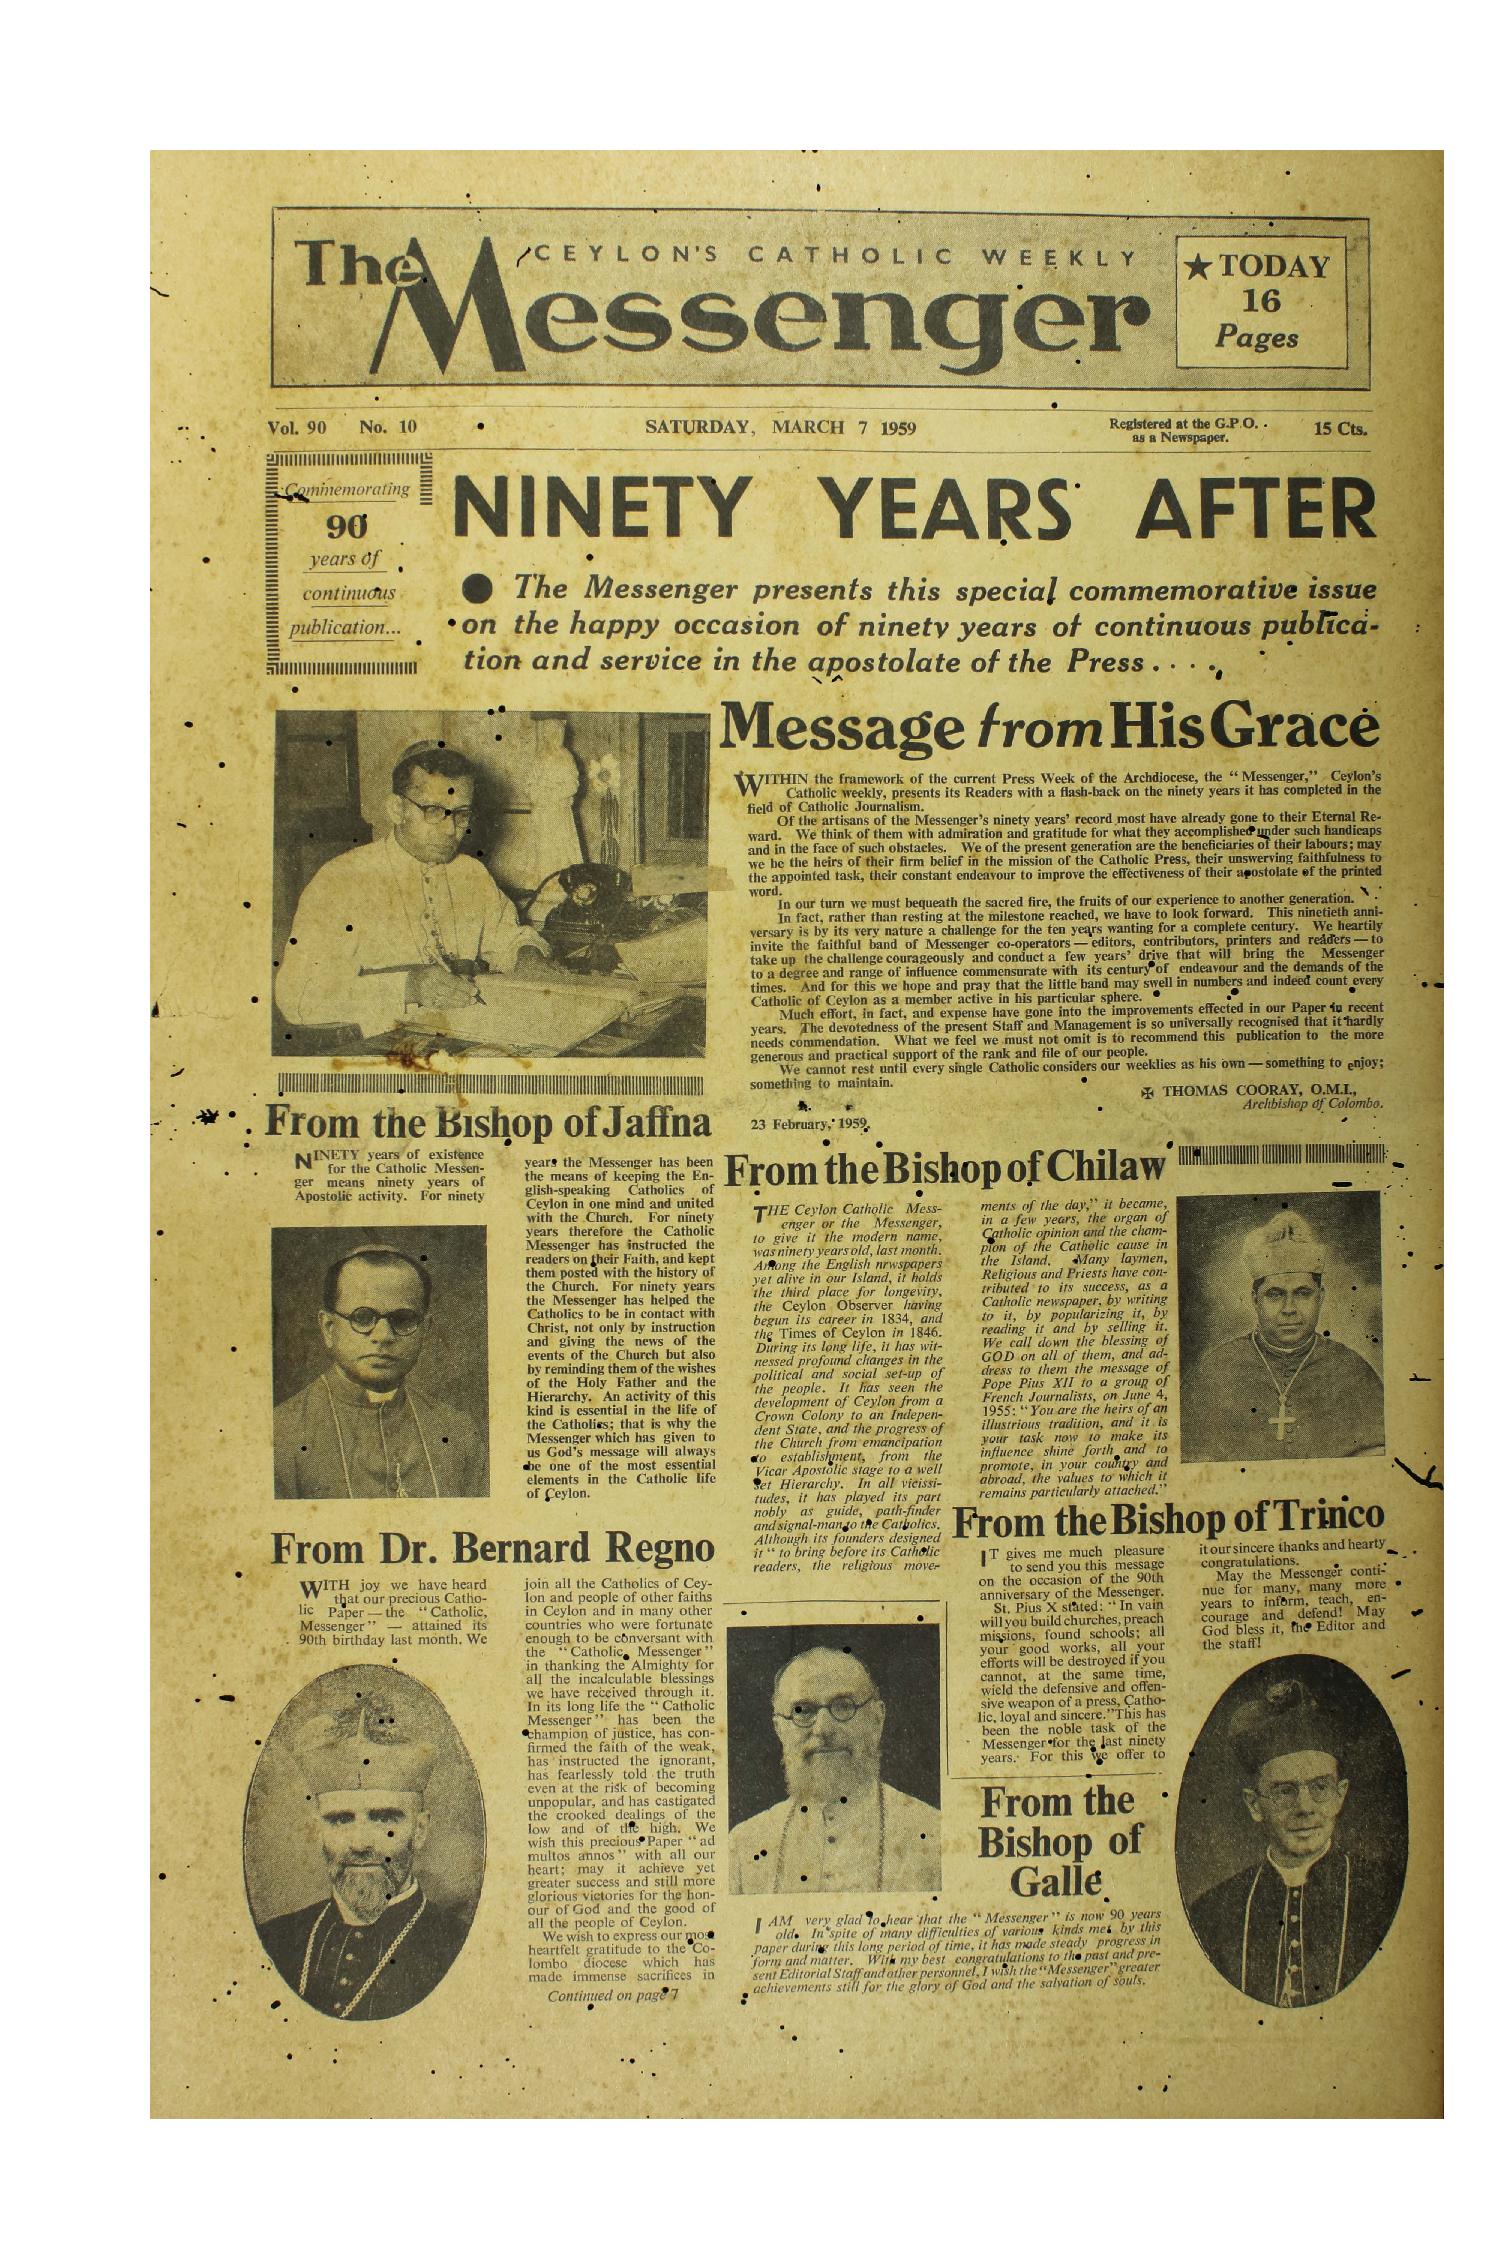 The Messenger
CEYLON'S CATHOLIC WEEKLY
★ TODAY
16
Pages
Vol. 90 No. 10
SATURDAY, MARCH 7 1959
Registered at the G.P.O.
as a Newspaper.
15 Cts.
Commemorating
90
years of
continuous
publication...
NINETY YEARS AFTER
● The Messenger presents this special commemorative issue
on the happy occasion of ninety years of continuous publica-
tion and service in the apostolate of the Press . . . .
Message from His Grace
WITHIN the framework of the current Press Week of the Archdiocese, the "Messenger," Ceylon's
Catholic weekly, presents its Readers with a flash-back on the ninety years it has completed in the
field of Catholic Journalism.
Of the artisans of the Messenger's ninety years' record most have already gone to their Eternal Re-
ward. We think of them with admiration and gratitude for what they accomplished under such handicaps
and in the face of such obstacles. We of the present generation are the beneficiaries of their labours; may
we be the heirs of their firm belief in the mission of the Catholic Press, their unswerving faithfulness to
the appointed task, their constant endeavour to improve the effectiveness of their apostolate of the printed
word.
In our turn we must bequeath the sacred fire, the fruits of our experience to another generation.
In fact, rather than resting at the milestone reached, we have to look forward. This ninetieth anni-
versary is by its very nature a challenge for the ten years wanting for a complete century. We heartily
invite the faithful band of Messenger co-operators — editors, contributors, printers and readers — to
take up the challenge courageously and conduct a few years' drive that will bring the Messenger
to a degree and range of influence commensurate with its century of endeavour and the demands of the
times. And for this we hope and pray that the little band may swell in numbers and indeed count every
Catholic of Ceylon as a member active in his particular sphere.
Much effort, in fact, and expense have gone into the improvements effected in our Paper in recent
years. The devotedness of the present Staff and Management is so universally recognised that it hardly
needs commendation. What we feel we must not omit is to recommend this publication to the more
generous and practical support of the rank and file of our people.
We cannot rest until every single Catholic considers our weeklies as his own — something to enjoy;
something to maintain.
✠ THOMAS COORAY, O.M.I.,
Archbishop of Colombo.
23 February, 1959.
From the Bishop of Jaffna
NINETY years of existence
for the Catholic Messen-
ger means ninety years of
Apostolic activity. For ninety
years the Messenger has been
the means of keeping the En-
glish-speaking Catholics of
Ceylon in one mind and united
with the Church. For ninety
years therefore the Catholic
Messenger has instructed the
readers on their Faith, and kept
them posted with the history of
the Church. For ninety years
the Messenger has helped the
Catholics to be in contact with
Christ, not only by instruction
and giving the news of the
events of the Church but also
by reminding them of the wishes
of the Holy Father and the
Hierarchy. An activity of this
kind is essential in the life of
the Catholics; that is why the
Messenger which has given to
us God's message will always
be one of the most essential
elements in the Catholic life
of Ceylon.
From the Bishop of Chilaw
THE Ceylon Catholic Mess-
enger or the Messenger,
to give it the modern name,
was ninety years old, last month.
Among the English nrwspapers
yet alive in our Island, it holds
the third place for longevity,
the Ceylon Observer having
begun its career in 1834, and
the Times of Ceylon in 1846.
During its long life, it has wit-
nessed profound changes in the
political and social set-up of
the people. It has seen the
development of Ceylon from a
Crown Colony to an Indepen-
dent State, and the progress of
the Church from emancipation
to establishment, from the
Vicar Apostolic stage to a well
set Hierarchy. In all vicissi-
tudes, it has played its part
nobly as guide, path-finder
and signal-man to the Catholics.
Although its founders designed
it "to bring before its Catholic
readers, the religious move-
ments of the day," it became,
in a few years, the organ of
Catholic opinion and the cham-
pion of the Catholic cause in
the Island. Many laymen,
Religious and Priests have con-
tributed to its success, as a
Catholic newspaper, by writing
to it, by popularizing it, by
reading it and by selling it.
We call down the blessing of
GOD on all of them, and ad-
dress to them the message of
Pope Pius XII to a group of
French Journalists, on June 4,
1955: "You are the heirs of an
illustrious tradition, and it is
your task now to make its
influence shine forth and to
promote, in your country and
abroad, the values to which it
remains particularly attached."
From Dr. Bernard Regno
WITH joy we have heard
that our precious Catho-
lic Paper — the "Catholic,
Messenger" — attained its
90th birthday last month. We
join all the Catholics of Cey-
lon and people of other faiths
in Ceylon and in many other
countries who were fortunate
enough to be conversant with
the "Catholic Messenger"
in thanking the Almighty for
all the incalculable blessings
we have received through it.
In its long life the "Catholic
Messenger" has been the
champion of justice, has con-
firmed the faith of the weak,
has instructed the ignorant,
has fearlessly told the truth
even at the risk of becoming
unpopular, and has castigated
the crooked dealings of the
low and of the high. We
wish this precious Paper "ad
multos annos" with all our
heart; may it achieve yet
greater success and still more
glorious victories for the hon-
our of God and the good of
all the people of Ceylon.
We wish to express our most
heartfelt gratitude to the Co-
lombo diocese which has
made immense sacrifices in
Continued on page 7
From the Bishop of Trinco
IT gives me much pleasure
to send you this message
on the occasion of the 90th
anniversary of the Messenger.
St. Pius X stated: "In vain
will you build churches, preach
missions, found schools; all
your good works, all your
efforts will be destroyed if you
cannot, at the same time,
wield the defensive and offen-
sive weapon of a press, Catho-
lic, loyal and sincere." This has
been the noble task of the
Messenger for the last ninety
years. For this we offer to
it our sincere thanks and hearty
congratulations.
May the Messenger conti-
nue for many, many more
years to inform, teach, en-
courage and defend! May
God bless it, the Editor and
the staff!
From the
Bishop of
Galle
I AM very glad to hear that the "Messenger" is now 90 years
old. In spite of many difficulties of various kinds met by this
paper during this long period of time, it has made steady progress in
form and matter. With my best congratulations to the past and pre-
sent Editorial Staff and other personnel, I wish the "Messenger" greater
achievements still for the glory of God and the salvation of souls.